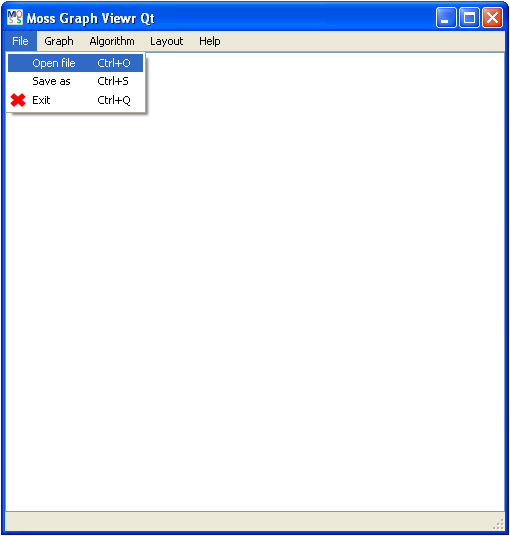 Moss Graph Viewr Qt
File Graph Algorithm Layout Help
Open file Ctrl+O
Save as Ctrl+S
Exit Ctrl+Q